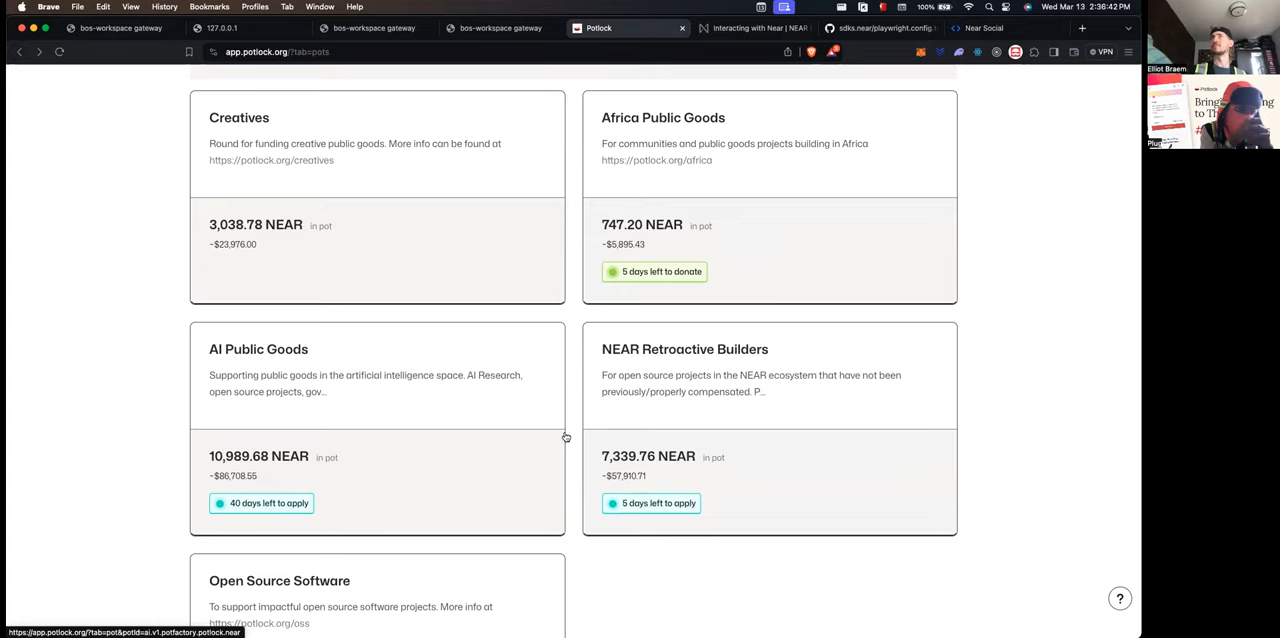 Brave File Edit View History Bookmarks Profiles Tab Window Help
100% Wed Mar 13 2:36:42 PM
bos-workspace gateway
127.0.0.1
bos-workspace gateway
bos-workspace gateway
Potlock
Interacting with Near | NEAR
sdks.near/playwright.config.
Near Social
app.potlock.org/?tab=pots
VPN
Elliot Braem
Potlock
Plug
Creatives
Round for funding creative public goods. More info can be found at
https://potlock.org/creatives
3,038.78 NEAR in pot
~$23,976.00
Africa Public Goods
For communities and public goods projects building in Africa
https://potlock.org/africa
747.20 NEAR in pot
~$5,895.43
5 days left to donate
AI Public Goods
Supporting public goods in the artificial intelligence space. AI Research,
open source projects, gov...
10,989.68 NEAR in pot
~$86,708.55
40 days left to apply
NEAR Retroactive Builders
For open source projects in the NEAR ecosystem that have not been
previously/properly compensated. P...
7,339.76 NEAR in pot
~$57,910.71
5 days left to apply
Open Source Software
To support impactful open source software projects. More info at
https://potlock.org/oss
?
https://app.potlock.org/?tab=pot&potId=ai.v1.potfactory.potlock.near